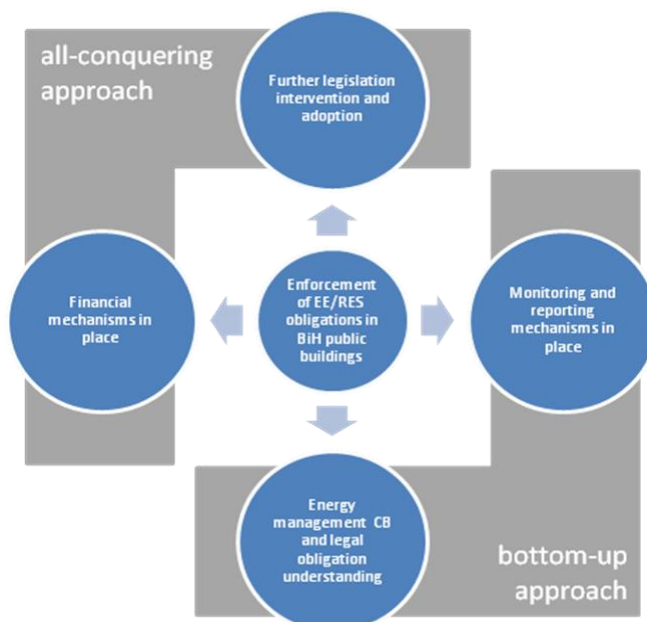 all-conquering
approach
Further legislation
intervention and
adoption
Financial
mechanisms in
place
Enforcement
of EE/RES
obligations in
BiH public
buildings
Monitoring and
reporting
mechanisms in
place
Energy
management CB
and legal
obligation
understanding
bottom-up
approach